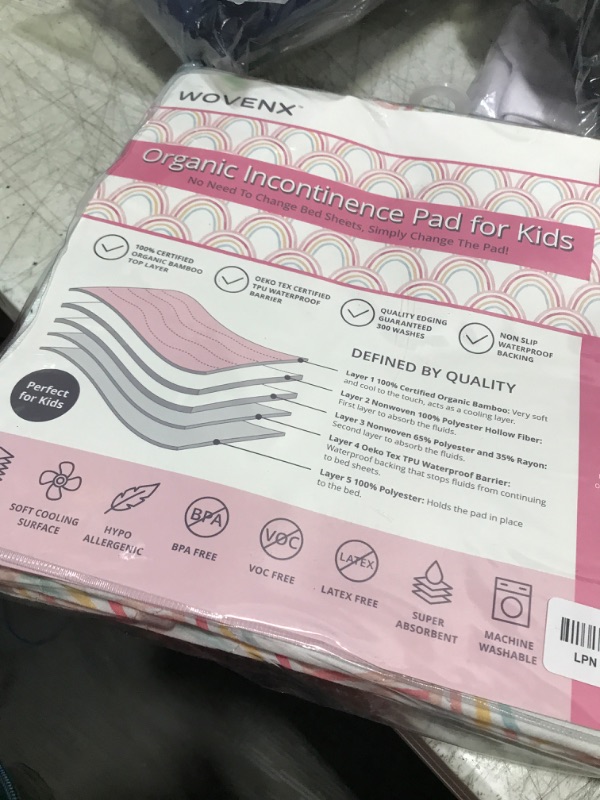 WOVENX™
Organic Incontinence Pad for Kids
No Need To Change Bed Sheets, Simply Change The Pad!
100% CERTIFIED
ORGANIC BAMBOO
TOP LAYER
OEKO TEX CERTIFIED
TPU WATERPROOF
BARRIER
QUALITY EDGING
GUARANTEED
300 WASHES
NON SLIP
WATERPROOF
BACKING
DEFINED BY QUALITY
Layer 1 100% Certified Organic Bamboo: Very soft
and cool to the touch, acts as a cooling layer.
Layer 2 Nonwoven 100% Polyester Hollow Fiber:
First layer to absorb the fluids.
Layer 3 Nonwoven 65% Polyester and 35% Rayon:
Second layer to absorb the fluids.
Layer 4 Oeko Tex TPU Waterproof Barrier:
Waterproof backing that stops fluids from continuing
to bed sheets.
Layer 5 100% Polyester: Holds the pad in place
to the bed.
Perfect
for Kids
SOFT COOLING
SURFACE
HYPO
ALLERGENIC
BPA
BPA FREE
VOC
VOC FREE
LATEX
LATEX FREE
SUPER
ABSORBENT
MACHINE
WASHABLE
LPN